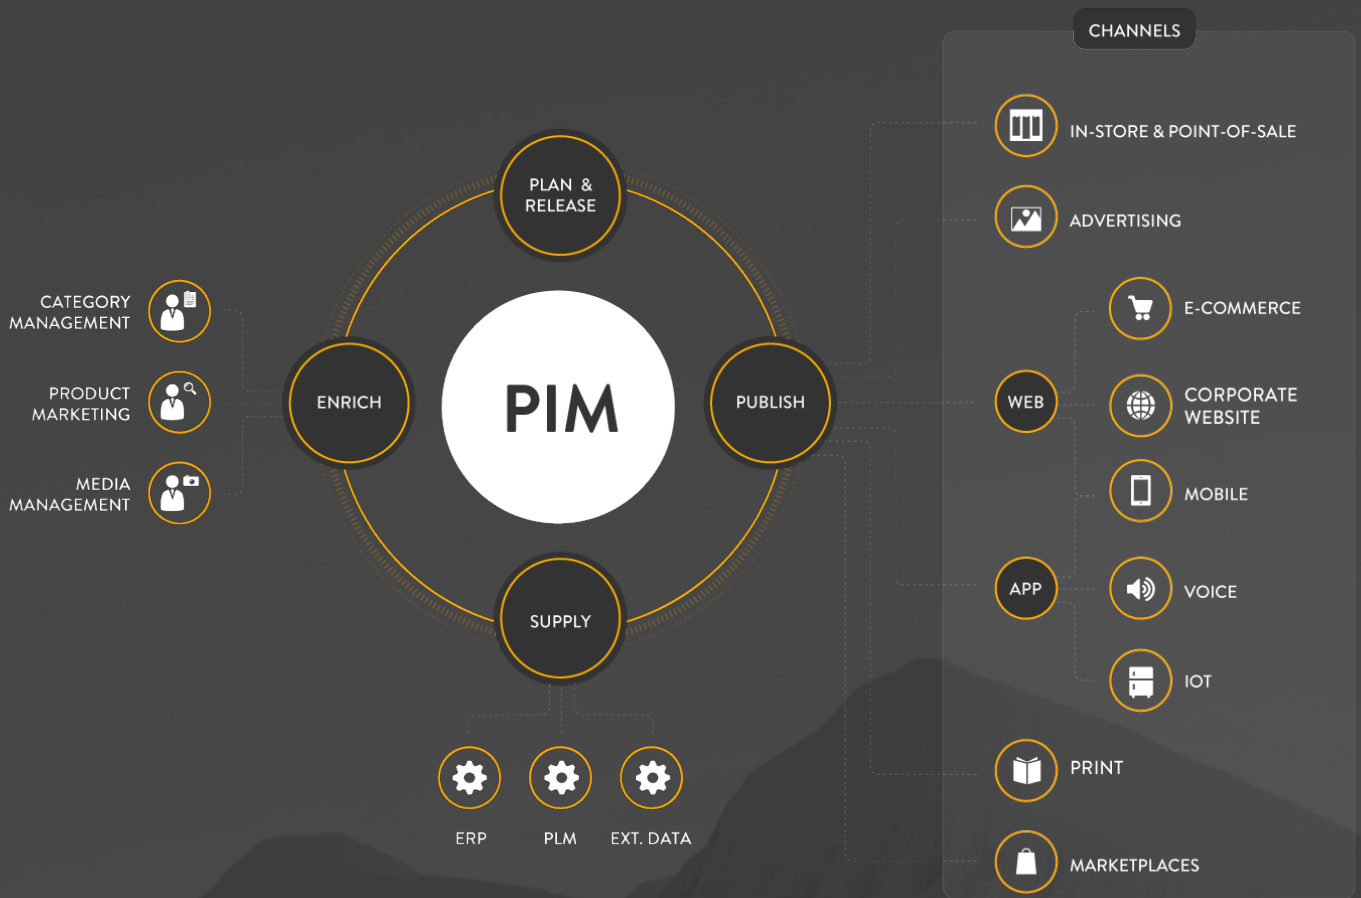 CHANNELS
IN-STORE & POINT-OF-SALE
ADVERTISING
E-COMMERCE
WEB
CORPORATE
WEBSITE
MOBILE
APP
VOICE
IOT
PRINT
MARKETPLACES
PLAN &
RELEASE
CATEGORY
MANAGEMENT
PRODUCT
MARKETING
MEDIA
MANAGEMENT
ENRICH
PIM
PUBLISH
SUPPLY
ERP
PLM
EXT. DATA